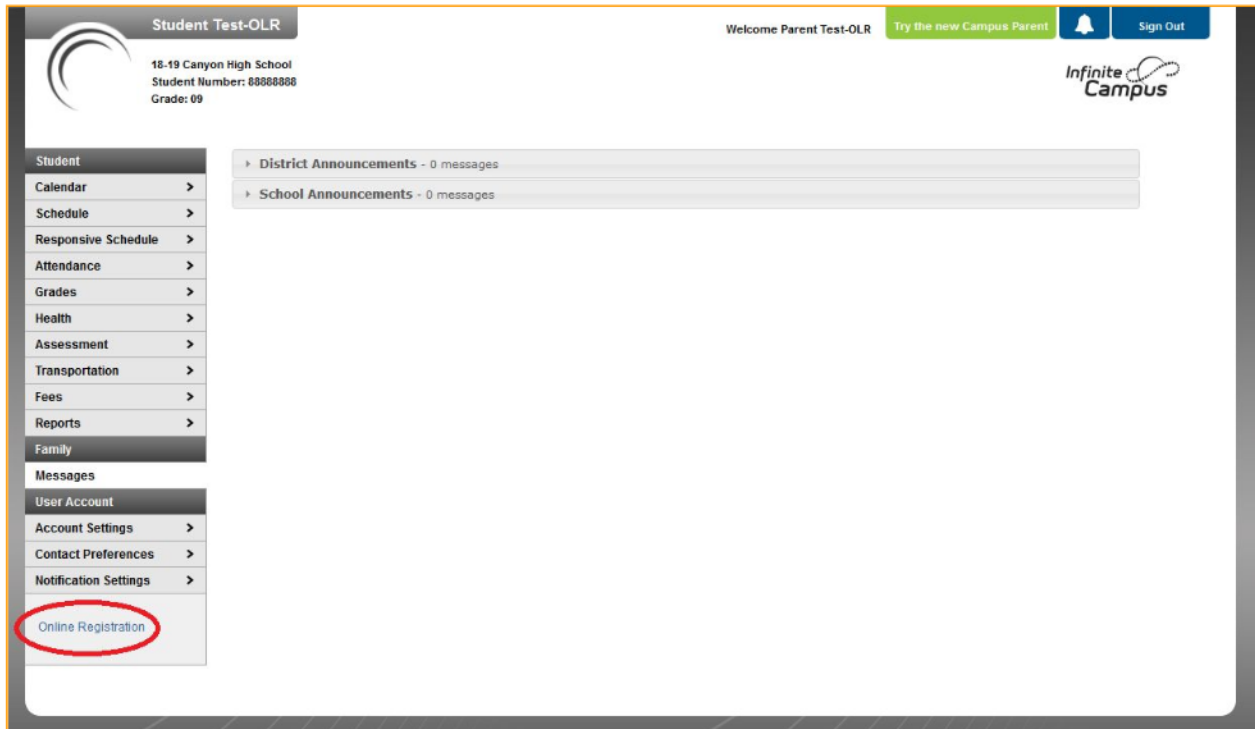 Student Test-OLR
Welcome Parent Test-OLR
Try the new Campus Parent
Sign Out
18-19 Canyon High School
Student Number: 88888888
Grade: 09
Infinite
Campus
Student
Calendar
Schedule
Responsive Schedule
Attendance
Grades
Health
Assessment
Transportation
Fees
Reports
Family
Messages
User Account
Account Settings
Contact Preferences
Notification Settings
Online Registration
District Announcements - 0 messages
School Announcements - 0 messages